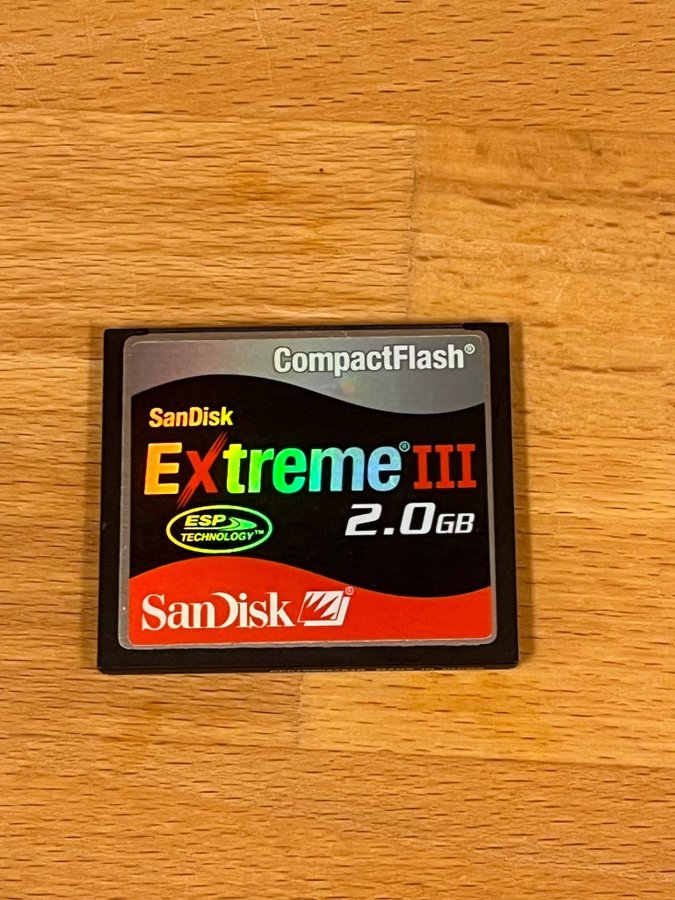 CompactFlash®
SanDisk
Extreme® III
2.0GB
ESP
TECHNOLOGY™
SanDisk®